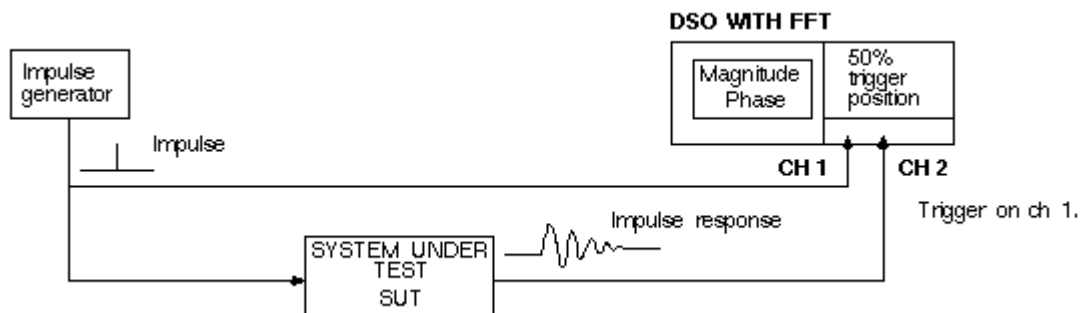 DSO WITH FFT
Impulse
generator
Magnitude
Phase
50%
trigger
position
Impulse
CH 1
CH 2
Trigger on ch 1.
Impulse response
SYSTEM UNDER
TEST
SUT